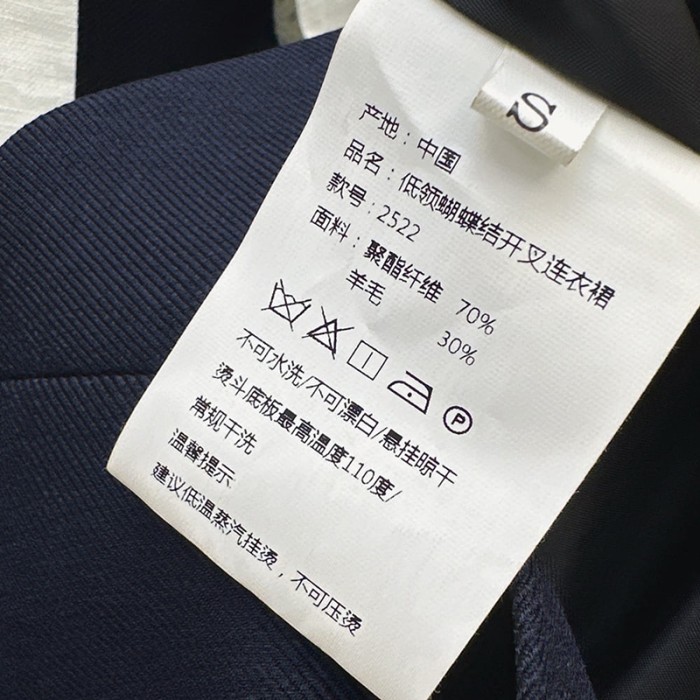 S
产地：中国
品名：低领蝴蝶结开叉连衣裙
款号：2522
面料：聚酯纤维 70%
羊毛 30%
P
不可水洗/不可漂白/悬挂晾干
熨斗底板最高温度110度/
常规干洗
温馨提示
建议低温蒸汽挂烫，不可压烫